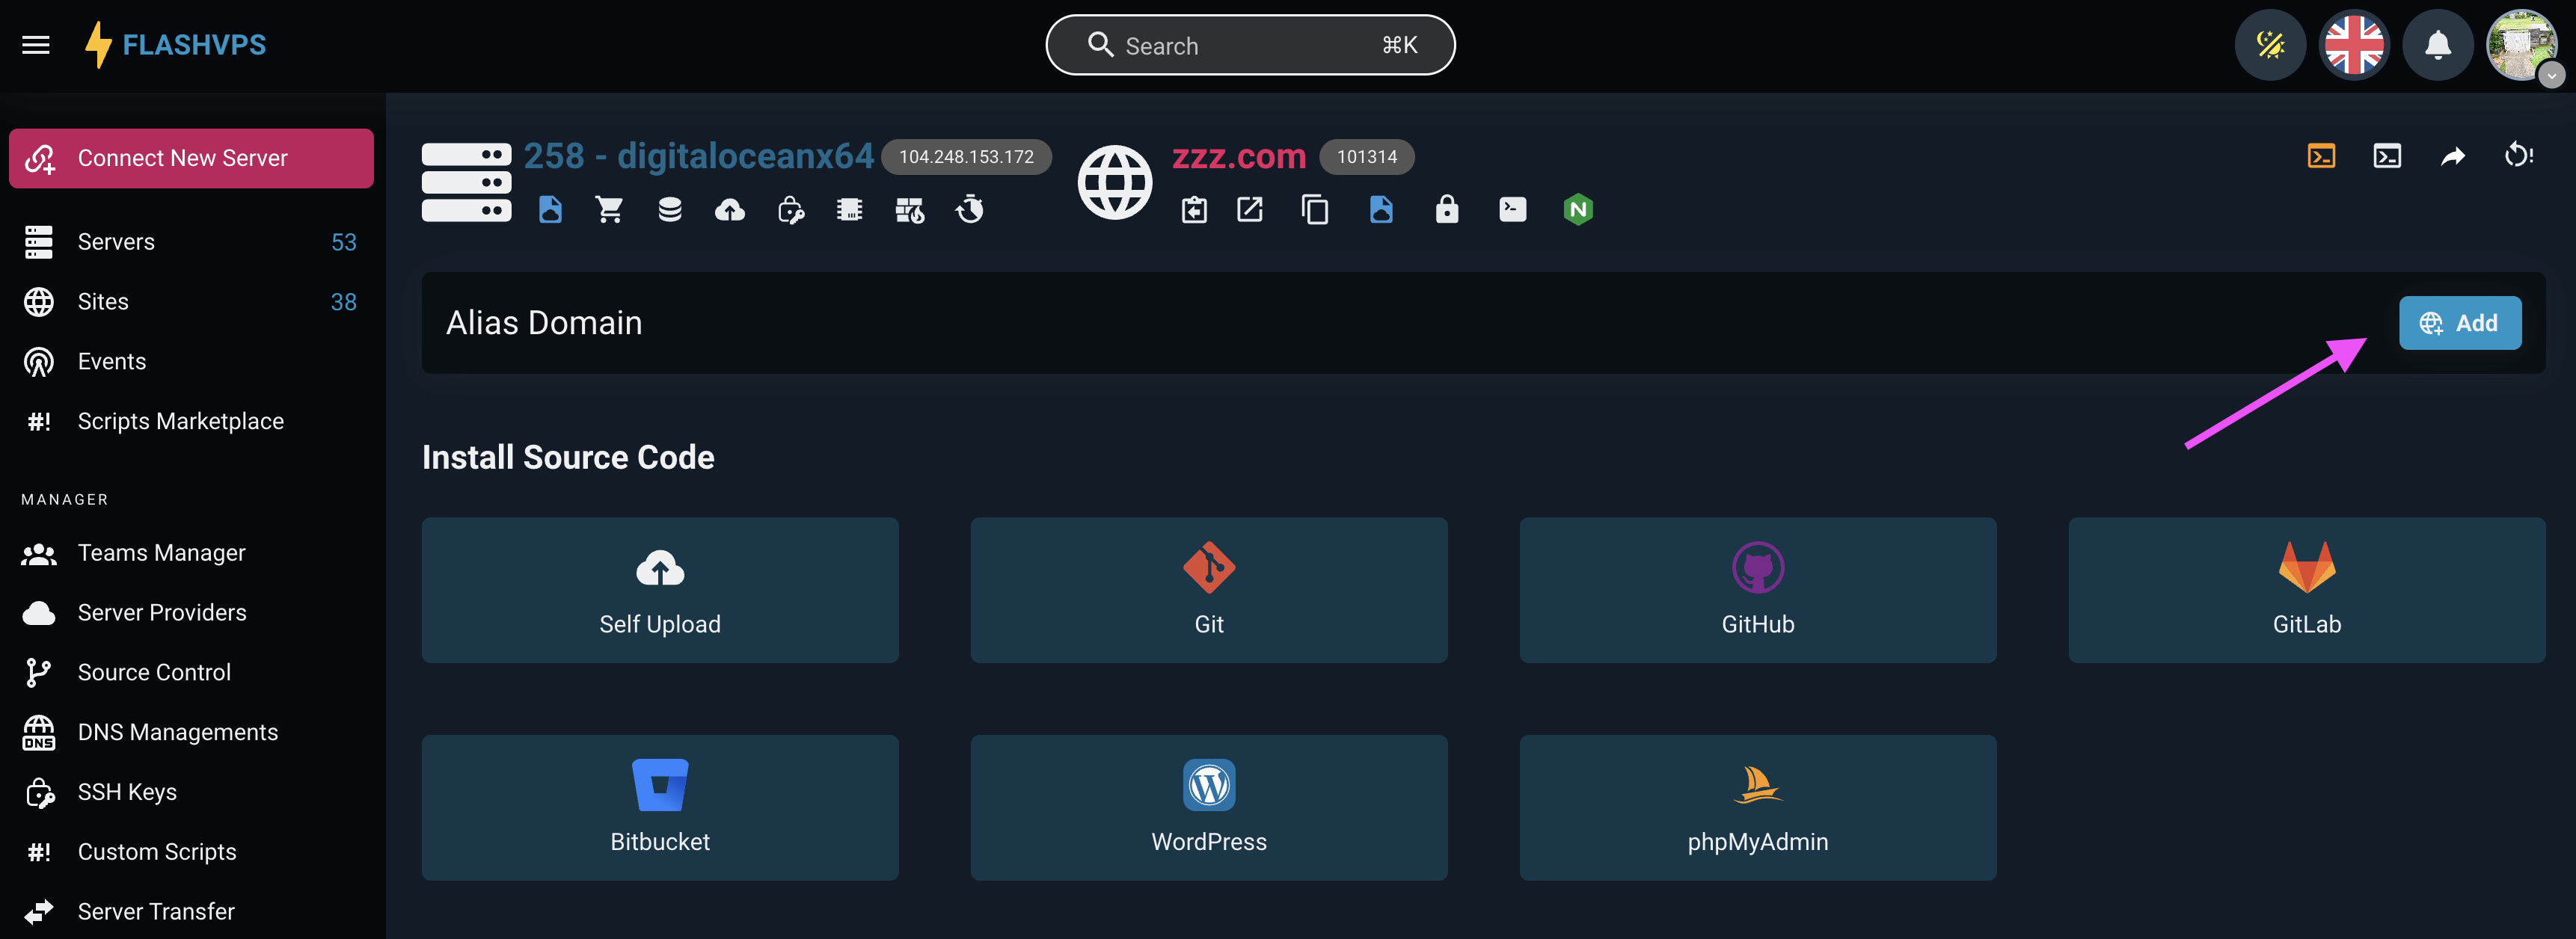 FLASHVPS
Search ⌘K
Connect New Server
Servers 53
Sites 38
Events
#! Scripts Marketplace
MANAGER
Teams Manager
Server Providers
Source Control
DNS DNS Managements
SSH Keys
#! Custom Scripts
Server Transfer
258 - digitaloceanx64 104.248.153.172
zzz.com 101314
N
Alias Domain
Add
Install Source Code
Self Upload
Git
GitHub
GitLab
Bitbucket
WordPress
phpMyAdmin